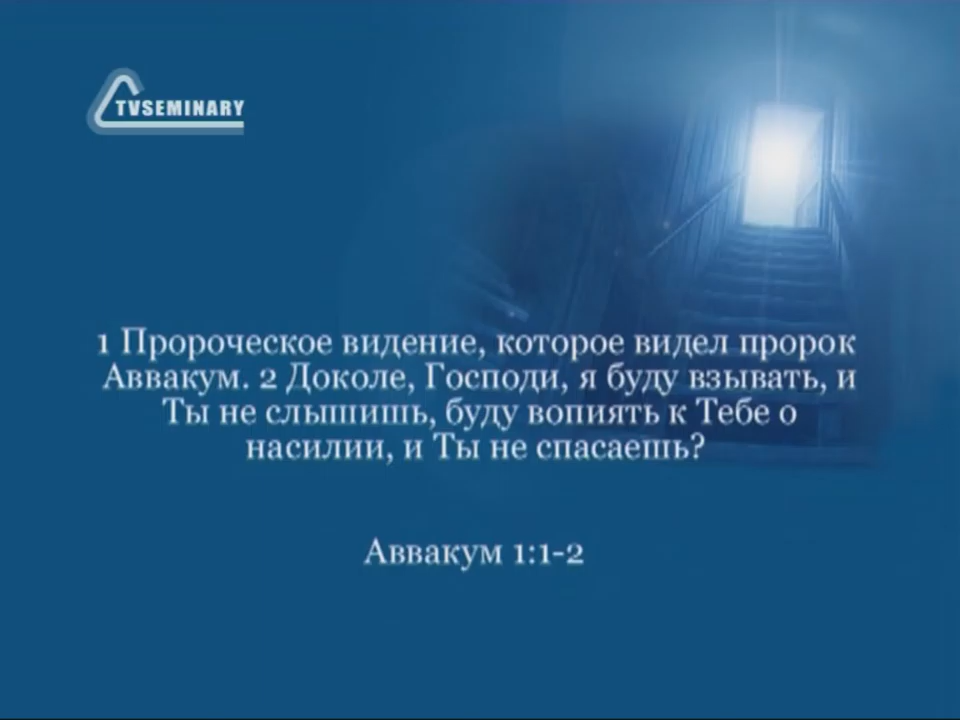 TVSEMINARY
1 Пророческое видение, которое видел пророк
Аввакум. 2 Доколе, Господи, я буду взывать, и
Ты не слышишь, буду вопиять к Тебе о
насилии, и Ты не спасаешь?
Аввакум 1:1-2